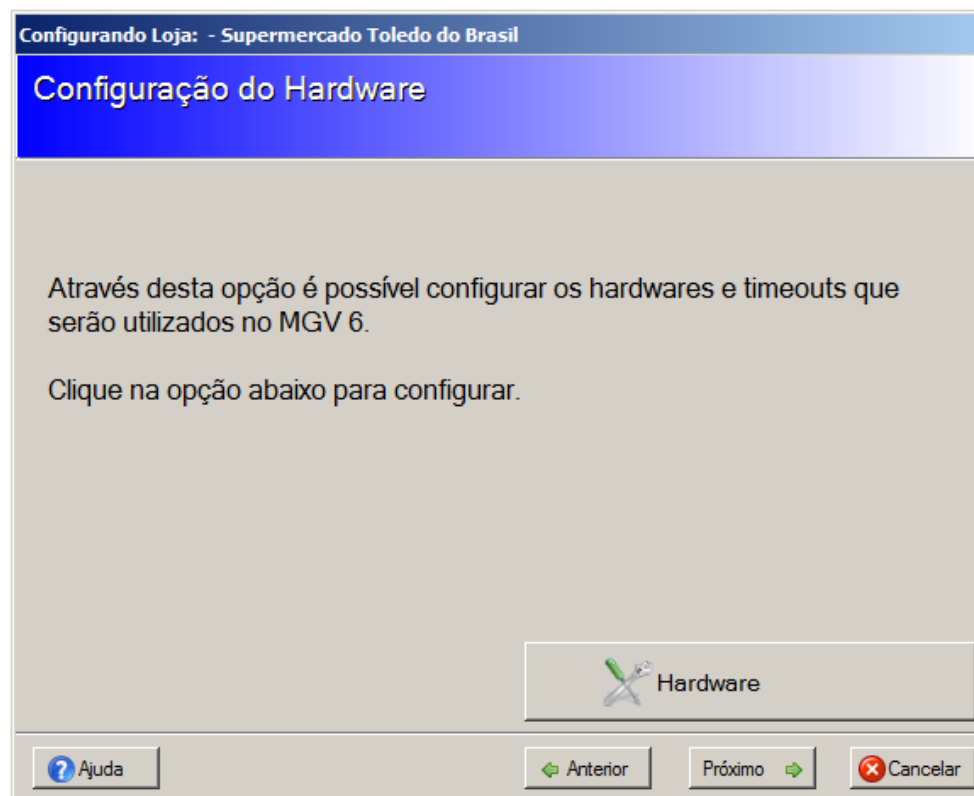 Configurando Loja: - Supermercado Toledo do Brasil
Configuração do Hardware
Através desta opção é possível configurar os hardwares e timeouts que
serão utilizados no MGV 6.
Clique na opção abaixo para configurar.
Hardware
Ajuda
Anterior
Próximo
Cancelar